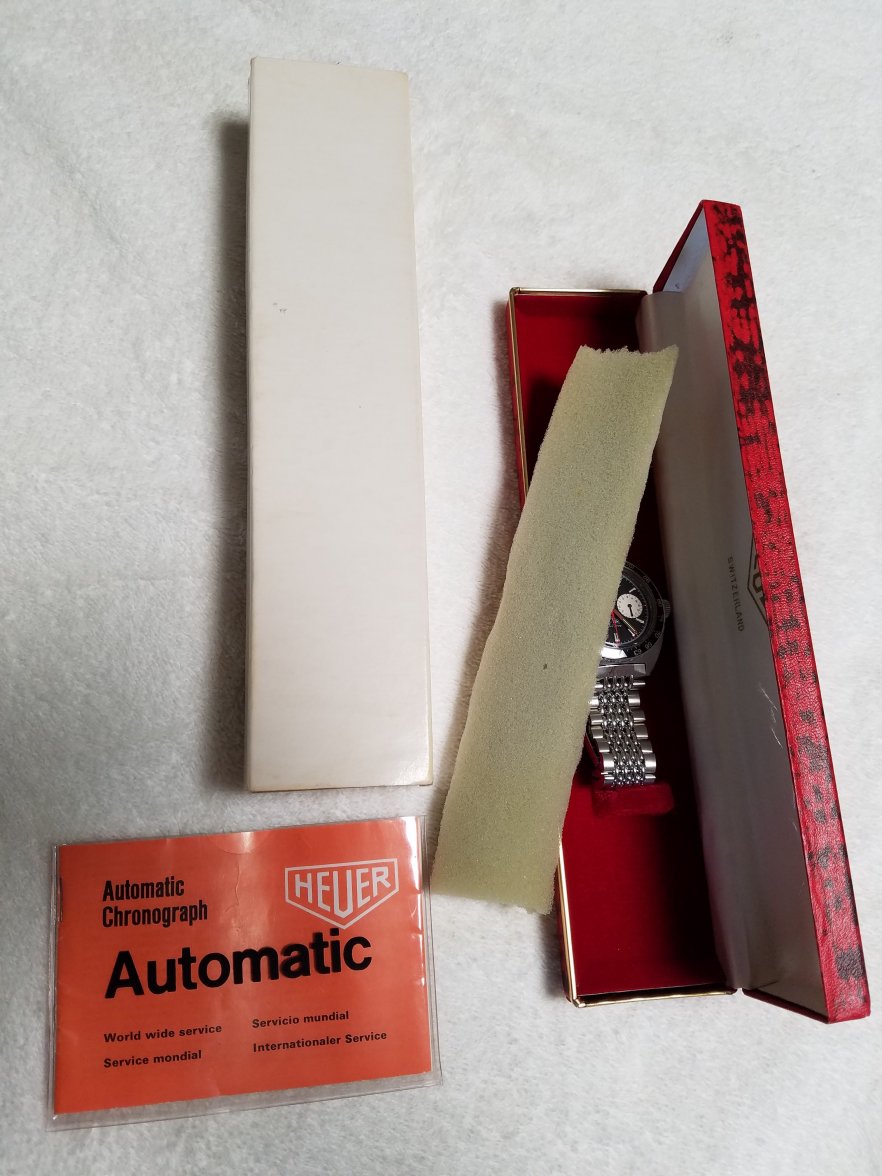 Automatic
Chronograph
HEUER
Automatic
World wide service
Service mondial
Servicio mundial
Internationaler Service
SWITZERLAND